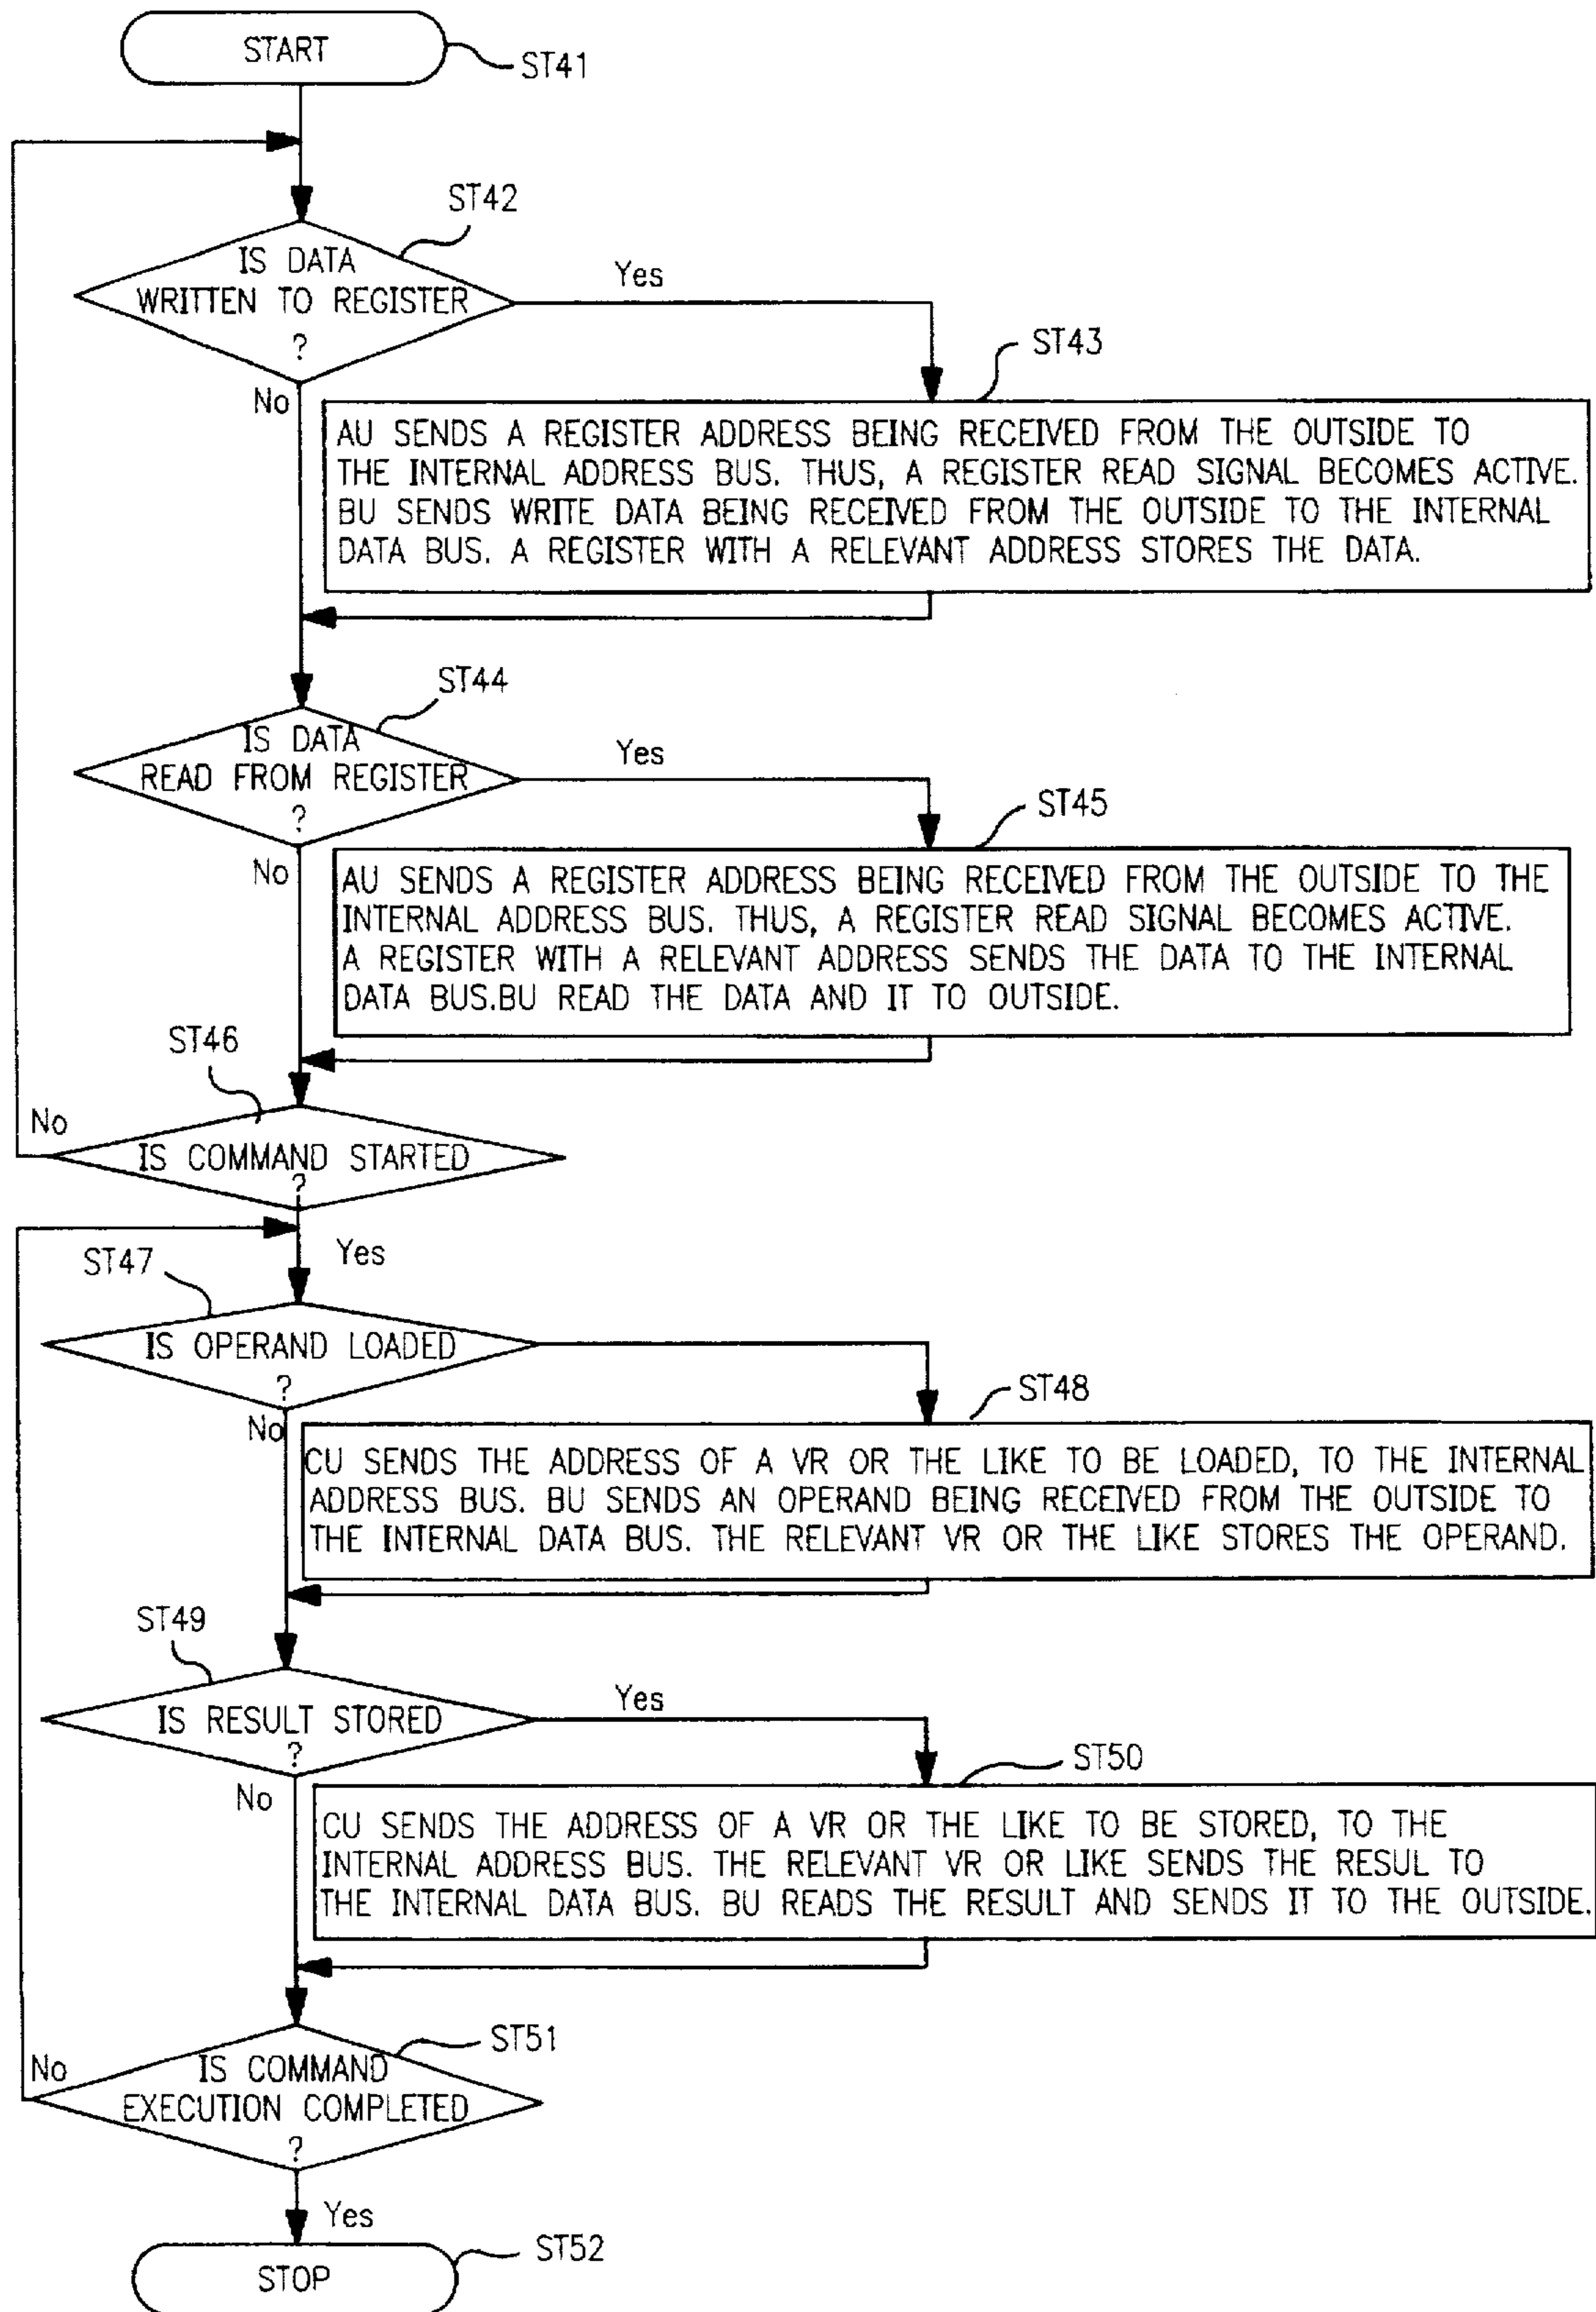 START
ST41
ST42
IS DATA
WRITTEN TO REGISTER
?
Yes
No
ST43
AU SENDS A REGISTER ADDRESS BEING RECEIVED FROM THE OUTSIDE TO
THE INTERNAL ADDRESS BUS. THUS, A REGISTER READ SIGNAL BECOMES ACTIVE.
BU SENDS WRITE DATA BEING RECEIVED FROM THE OUTSIDE TO THE INTERNAL
DATA BUS. A REGISTER WITH A RELEVANT ADDRESS STORES THE DATA.
ST44
IS DATA
READ FROM REGISTER
?
Yes
No
ST45
AU SENDS A REGISTER ADDRESS BEING RECEIVED FROM THE OUTSIDE TO THE
INTERNAL ADDRESS BUS. THUS, A REGISTER READ SIGNAL BECOMES ACTIVE.
A REGISTER WITH A RELEVANT ADDRESS SENDS THE DATA TO THE INTERNAL
DATA BUS.BU READ THE DATA AND IT TO OUTSIDE.
ST46
No
IS COMMAND STARTED
?
Yes
ST47
IS OPERAND LOADED
?
No
ST48
CU SENDS THE ADDRESS OF A VR OR THE LIKE TO BE LOADED, TO THE INTERNAL
ADDRESS BUS. BU SENDS AN OPERAND BEING RECEIVED FROM THE OUTSIDE TO
THE INTERNAL DATA BUS. THE RELEVANT VR OR THE LIKE STORES THE OPERAND.
ST49
IS RESULT STORED
?
Yes
No
ST50
CU SENDS THE ADDRESS OF A VR OR THE LIKE TO BE STORED, TO THE
INTERNAL ADDRESS BUS. THE RELEVANT VR OR LIKE SENDS THE RESUL TO
THE INTERNAL DATA BUS. BU READS THE RESULT AND SENDS IT TO THE OUTSIDE.
ST51
No
IS COMMAND
EXECUTION COMPLETED
?
Yes
ST52
STOP